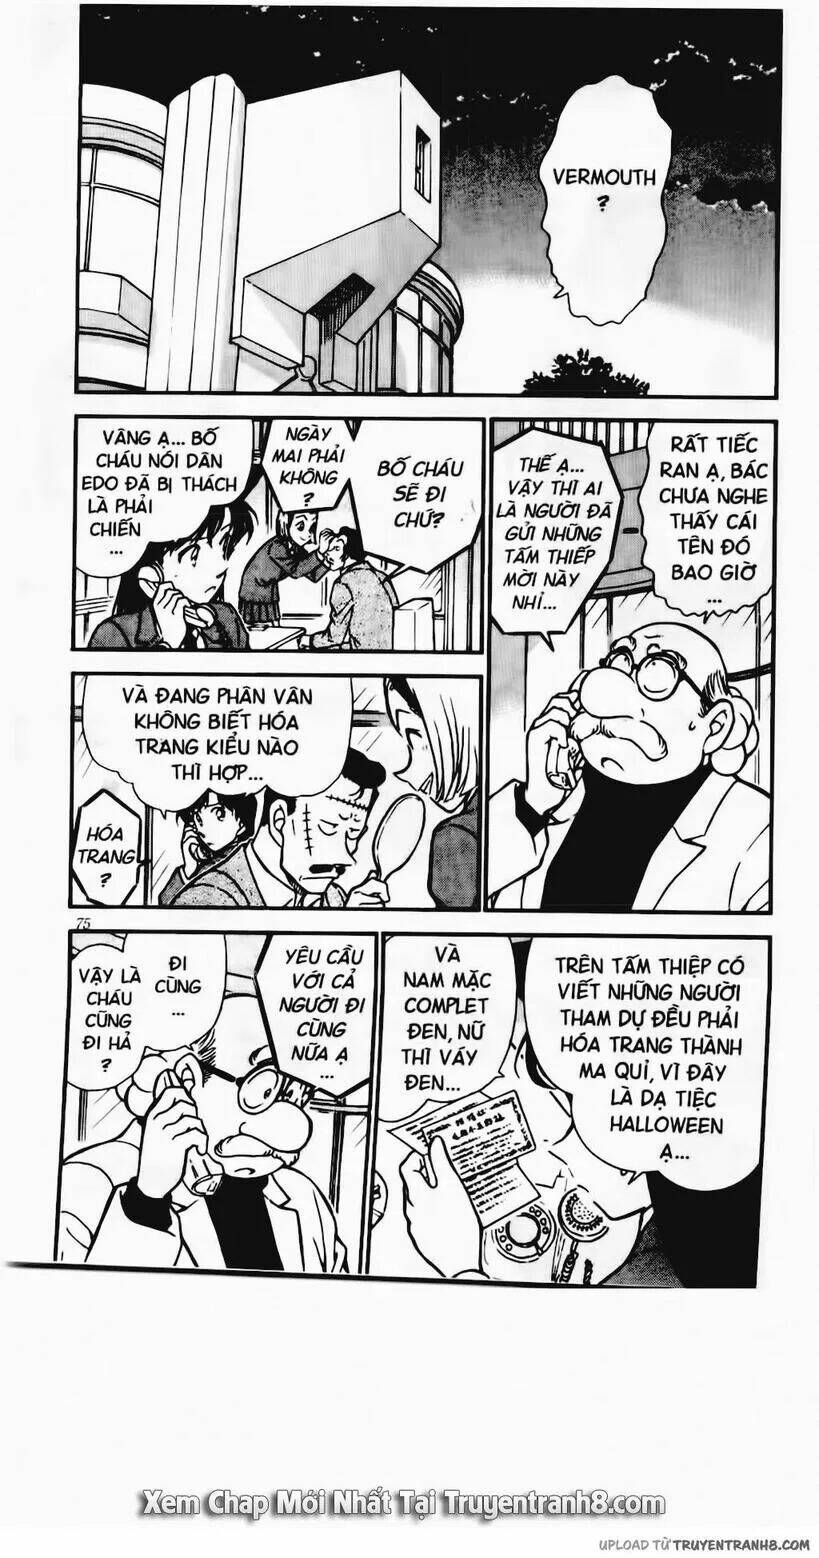 VERMOUTH
?
RẤT TIẾC
RAN Ạ, BÁC
CHƯA NGHE
THẤY CÁI
TÊN ĐÓ
BAO GIỜ
...
THẾ Ạ...
VẬY THÌ AI
LÀ NGƯỜI ĐÃ
GỬI NHỮNG
TẤM THIẾP
MỜI NÀY
NHỈ...
BỐ CHÁU
SẼ ĐI
CHỨ?
NGÀY
MAI PHẢI
KHÔNG
?
VÂNG Ạ... BỐ
CHÁU NÓI DÂN
EDO ĐÃ BỊ THÁCH
LÀ PHẢI
CHIẾN
...
VÀ ĐANG PHÂN VÂN
KHÔNG BIẾT HÓA
TRANG KIỂU NÀO
THÌ HỢP...
HÓA
TRANG
?
75
TRÊN TẤM THIỆP CÓ
VIẾT NHỮNG NGƯỜI
THAM DỰ ĐỀU PHẢI
HÓA TRANG THÀNH
MA QUỈ, VÌ ĐÂY
LÀ DẠ TIỆC
HALLOWEEN
Ạ...
VÀ
NAM MẶC
COMPLET
ĐEN, NỮ
THÌ VÁY
ĐEN...
YÊU CẦU
VỚI CẢ
NGƯỜI ĐI
CÙNG
NỮA Ạ
...
ĐI
CÙNG
...
VẬY LÀ
CHÁU
CŨNG
ĐI HẢ
?
Xem Chap Mới Nhất Tại Truyentranh8.com
UPLOAD TỪ TRUYENTRANH8.COM